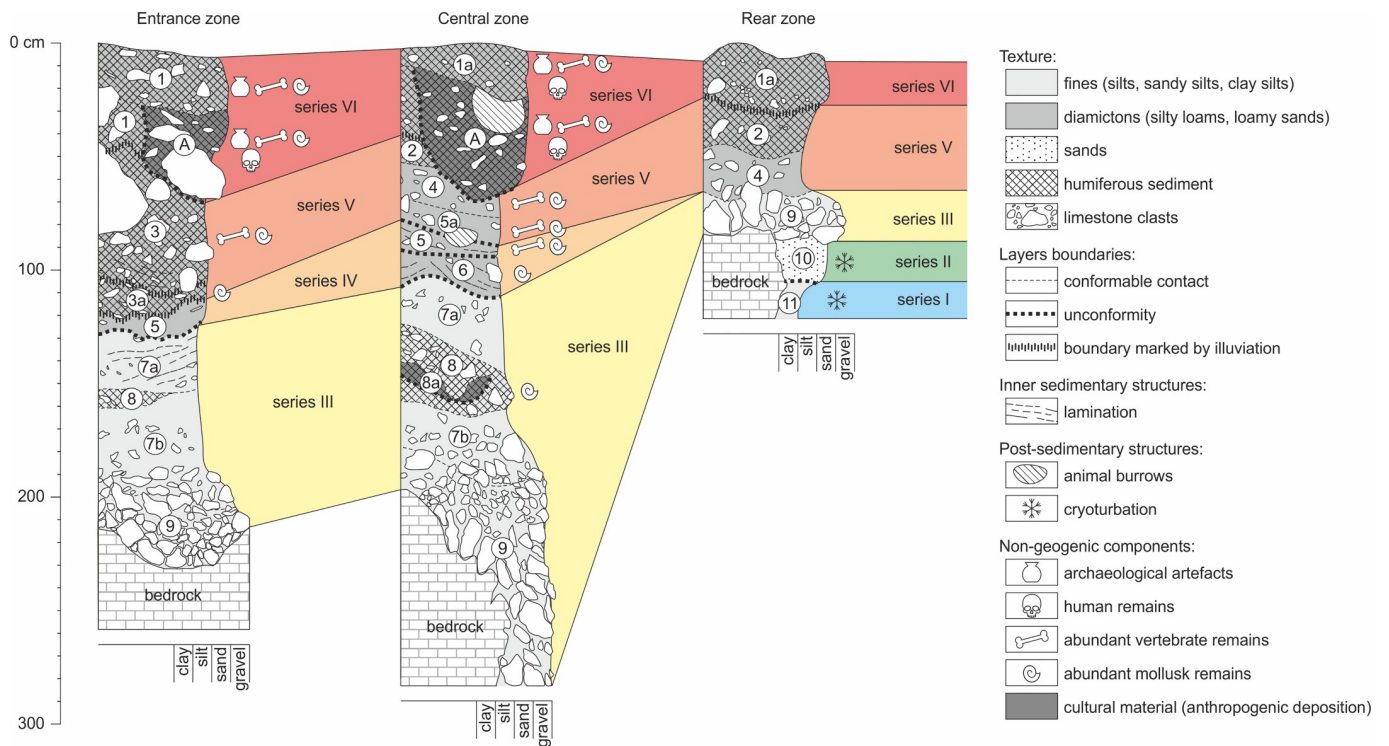 Entrance zone
Central zone
Rear zone
0 cm
100
200
300
1
1
A
3
3a
5
7a
8
7b
9
bedrock
clay
silt
sand
gravel
series VI
series V
series IV
series III
1a
2
A
4
5a
5
6
7a
8
8a
7b
9
bedrock
clay
silt
sand
gravel
series VI
series V
series III
1a
2
4
9
10
11
bedrock
clay
silt
sand
gravel
series VI
series V
series III
series II
series I
Texture:
fines (silts, sandy silts, clay silts)
diamictons (silty loams, loamy sands)
sands
humiferous sediment
limestone clasts
Layers boundaries:
conformable contact
unconformity
boundary marked by illuviation
Inner sedimentary structures:
lamination
Post-sedimentary structures:
animal burrows
cryoturbation
Non-geogenic components:
archaeological artefacts
human remains
abundant vertebrate remains
abundant mollusk remains
cultural material (anthropogenic deposition)